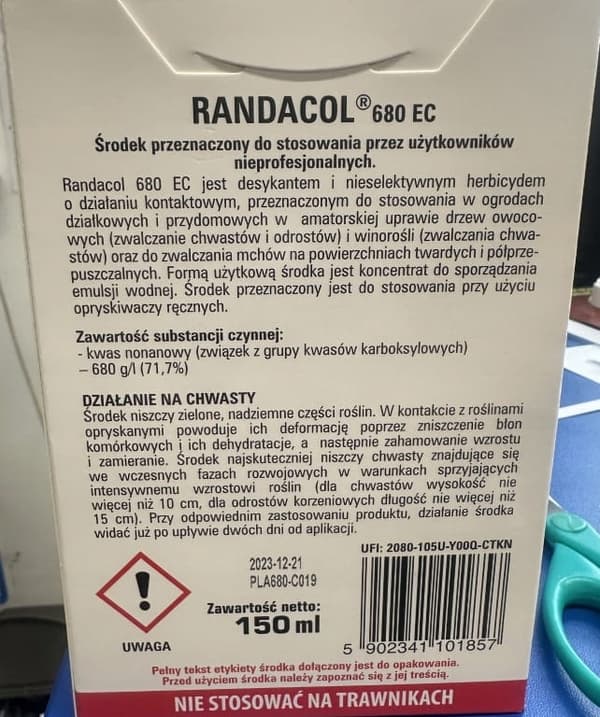 RANDACOL® 680 EC
Środek przeznaczony do stosowania przez użytkowników
nieprofesjonalnych.
Randacol 680 EC jest desykantem i nieselektywnym herbicydem
o działaniu kontaktowym, przeznaczonym do stosowania w ogrodach
działkowych i przydomowych w amatorskiej uprawie drzew owoco-
wych (zwalczanie chwastów i odrostów) i winorośli (zwalczania chwa-
stów) oraz do zwalczania mchów na powierzchniach twardych i półprze-
puszczalnych. Formą użytkową środka jest koncentrat do sporządzania
emulsji wodnej. Środek przeznaczony jest do stosowania przy użyciu
opryskiwaczy ręcznych.
Zawartość substancji czynnej:
- kwas nonanowy (związek z grupy kwasów karboksylowych)
– 680 g/l (71,7%)
DZIAŁANIE NA CHWASTY
Środek niszczy zielone, nadziemne części roślin. W kontakcie z roślinami
opryskanymi powoduje ich deformację poprzez zniszczenie błon
komórkowych i ich dehydratacje, a następnie zahamowanie wzrostu
i zamieranie. Środek najskuteczniej niszczy chwasty znajdujące się
we wczesnych fazach rozwojowych w warunkach sprzyjających
intensywnemu wzrostowi roślin (dla chwastów wysokość nie
więcej niż 10 cm, dla odrostów korzeniowych długość nie więcej niż
15 cm). Przy odpowiednim zastosowaniu produktu, działanie środka
widać już po upływie dwóch dni od aplikacji.
UFI: 2080-105U-Y00Q-CTKN
2023-12-21
PLA680-C019
Zawartość netto:
150 ml
UWAGA
5 902341 101857
Pełny tekst etykiety środka dołączony jest do opakowania.
Przed użyciem środka należy zapoznać się z jej treścią.
NIE STOSOWAĆ NA TRAWNIKACH